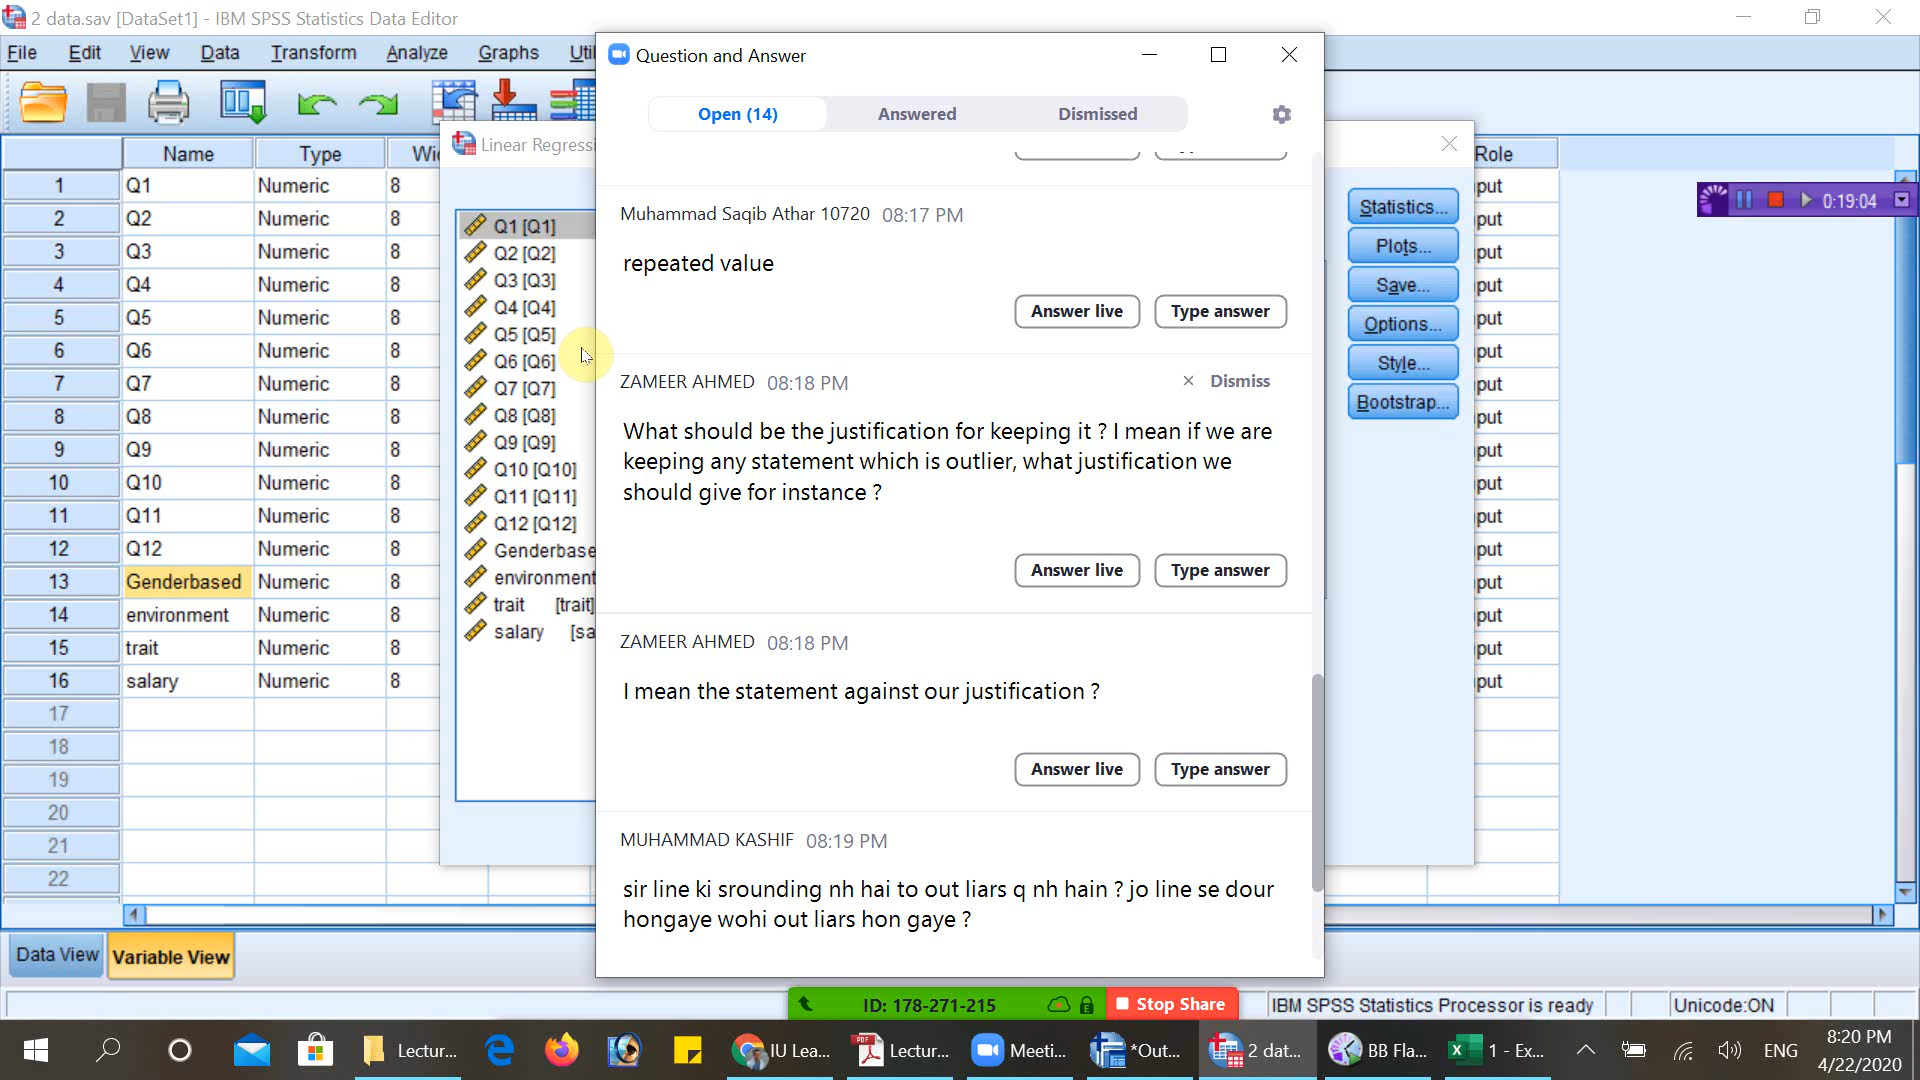 2 data.sav [DataSet1] - IBM SPSS Statistics Data Editor
File Edit View Data Transform Analyze Graphs
Question and Answer
Open (14) Answered Dismissed
Linear Regressi
Name Type Role
1 Q1 Numeric 8
2 Q2 Numeric 8
3 Q3 Numeric 8
4 Q4 Numeric 8
5 Q5 Numeric 8
6 Q6 Numeric 8
7 Q7 Numeric 8
8 Q8 Numeric 8
9 Q9 Numeric 8
10 Q10 Numeric 8
11 Q11 Numeric 8
12 Q12 Numeric 8
13 Genderbased Numeric 8
14 environment Numeric 8
15 trait Numeric 8
16 salary Numeric 8
17
18
19
20
21
22
Q1 [Q1]
Q2 [Q2]
Q3 [Q3]
Q4 [Q4]
Q5 [Q5]
Q6 [Q6]
Q7 [Q7]
Q8 [Q8]
Q9 [Q9]
Q10 [Q10]
Q11 [Q11]
Q12 [Q12]
Genderbase
environment
trait [trait]
salary [sa
Muhammad Saqib Athar 10720 08:17 PM
repeated value
Answer live Type answer
ZAMEER AHMED 08:18 PM × Dismiss
What should be the justification for keeping it ? I mean if we are
keeping any statement which is outlier, what justification we
should give for instance ?
Answer live Type answer
ZAMEER AHMED 08:18 PM
I mean the statement against our justification ?
Answer live Type answer
MUHAMMAD KASHIF 08:19 PM
sir line ki srounding nh hai to out liars q nh hain ? jo line se dour
hongaye wohi out liars hon gaye ?
Statistics...
Plots...
Save...
Options...
Style...
Bootstrap...
0:19:04
Data View Variable View
ID: 178-271-215 Stop Share
IBM SPSS Statistics Processor is ready Unicode:ON
Lectur... IU Lea... Lectur... Meeti... *Out... 2 dat... BB Fla... 1 - Ex... ENG
8:20 PM
4/22/2020